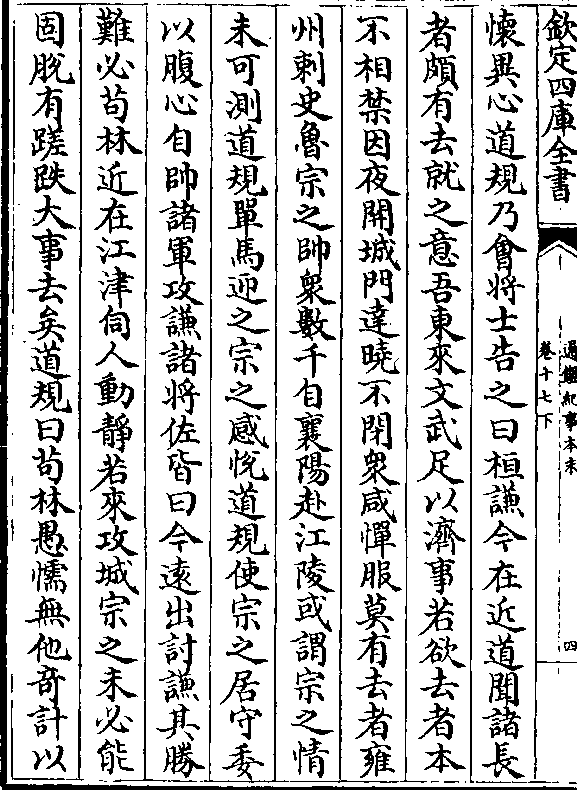 欽定四庫全書
通鑑紀事本末
卷十七下
四
懷異心道規乃會將士告之曰桓謙今在近道聞諸長
者頗有去就之意吾東來文武足以濟事若欲去者本
不相禁因夜開城門達曉不閉衆咸憚服莫有去者雍
州刺史魯宗之帥衆數千自襄陽赴江陵或謂宗之情
未可測道規單馬迎之宗之感悅道規使宗之居守委
以腹心自帥諸軍攻謙諸將佐皆曰今遠出討謙其勝
難必苟林近在江津伺人動靜若來攻城宗之未必能
固脫有蹉跌大事去矣道規曰苟林愚懦無他奇計以